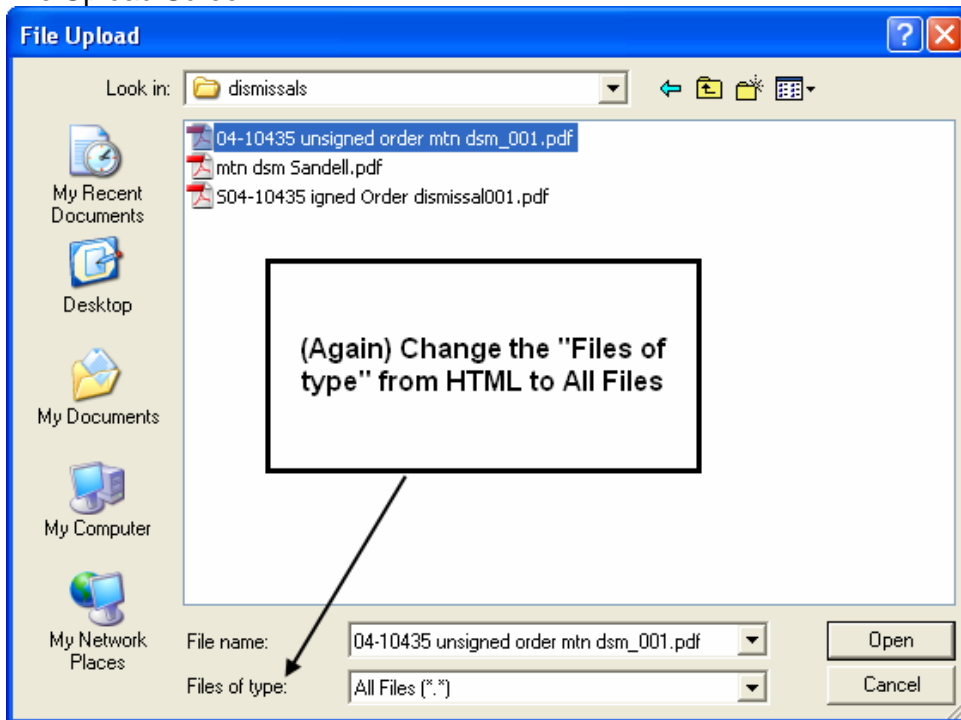 File Upload
Look in: dismissals
04-10435 unsigned order mtn dsm_001.pdf
mtn dsm Sandell.pdf
S04-10435 igned Order dismissal001.pdf
My Recent
Documents
Desktop
My Documents
My Computer
My Network
Places
(Again) Change the "Files of
type" from HTML to All Files
File name: 04-10435 unsigned order mtn dsm_001.pdf Open
Files of type: All Files (*.*) Cancel